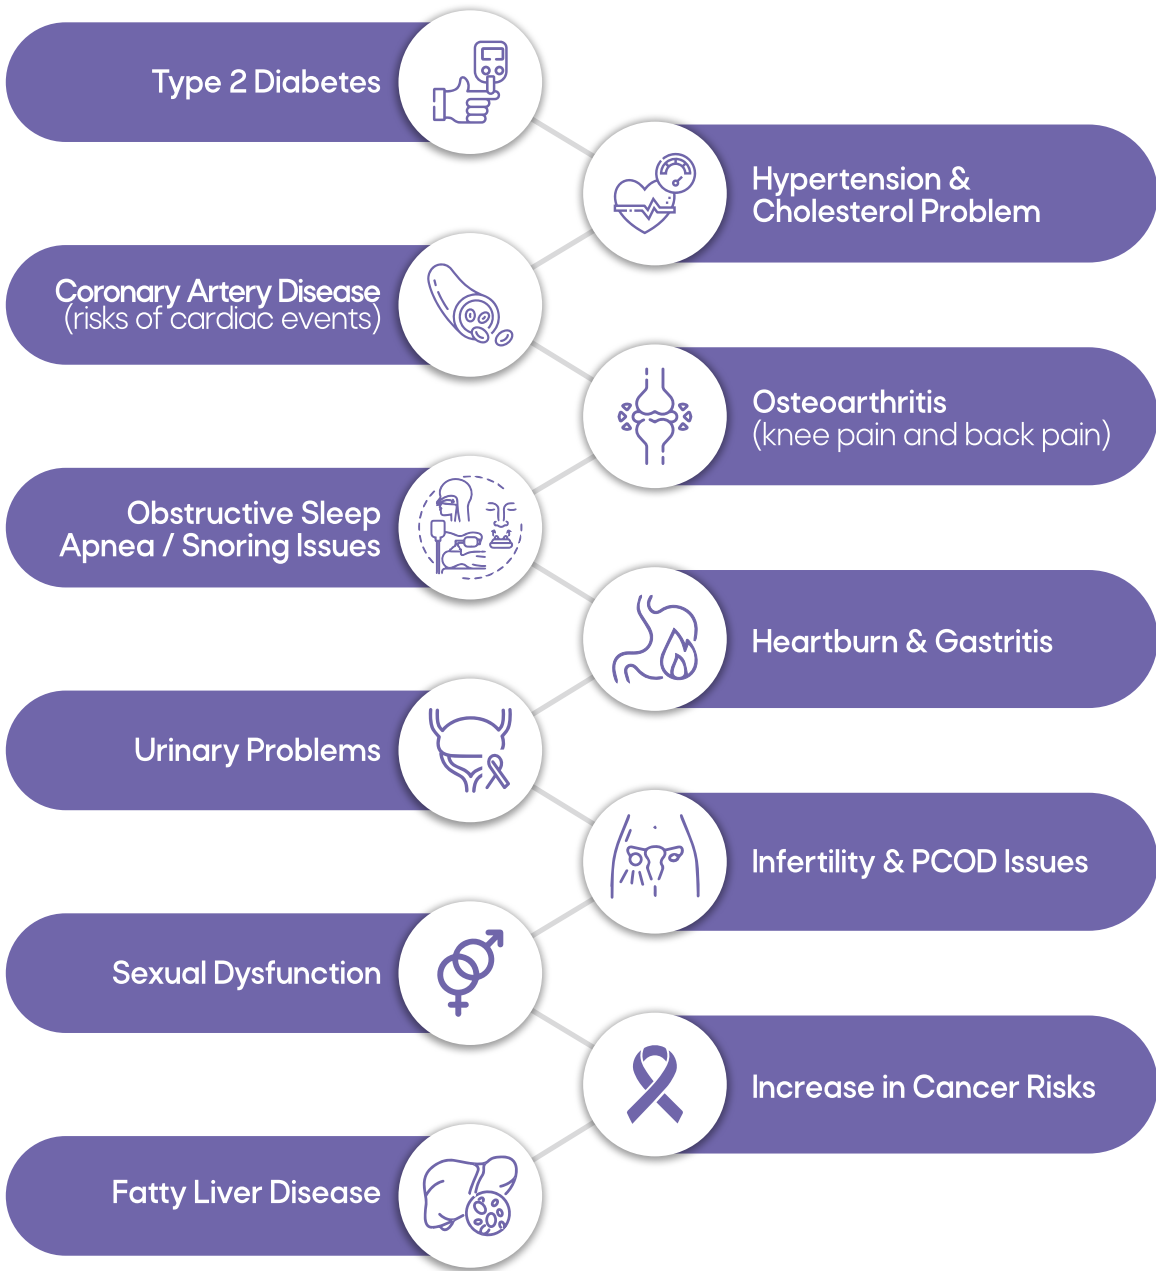 Type 2 Diabetes
Hypertension &
Cholesterol Problem
Coronary Artery Disease
(risks of cardiac events)
Osteoarthritis
(knee pain and back pain)
Obstructive Sleep
Apnea / Snoring Issues
Heartburn & Gastritis
Urinary Problems
Infertility & PCOD Issues
Sexual Dysfunction
Increase in Cancer Risks
Fatty Liver Disease